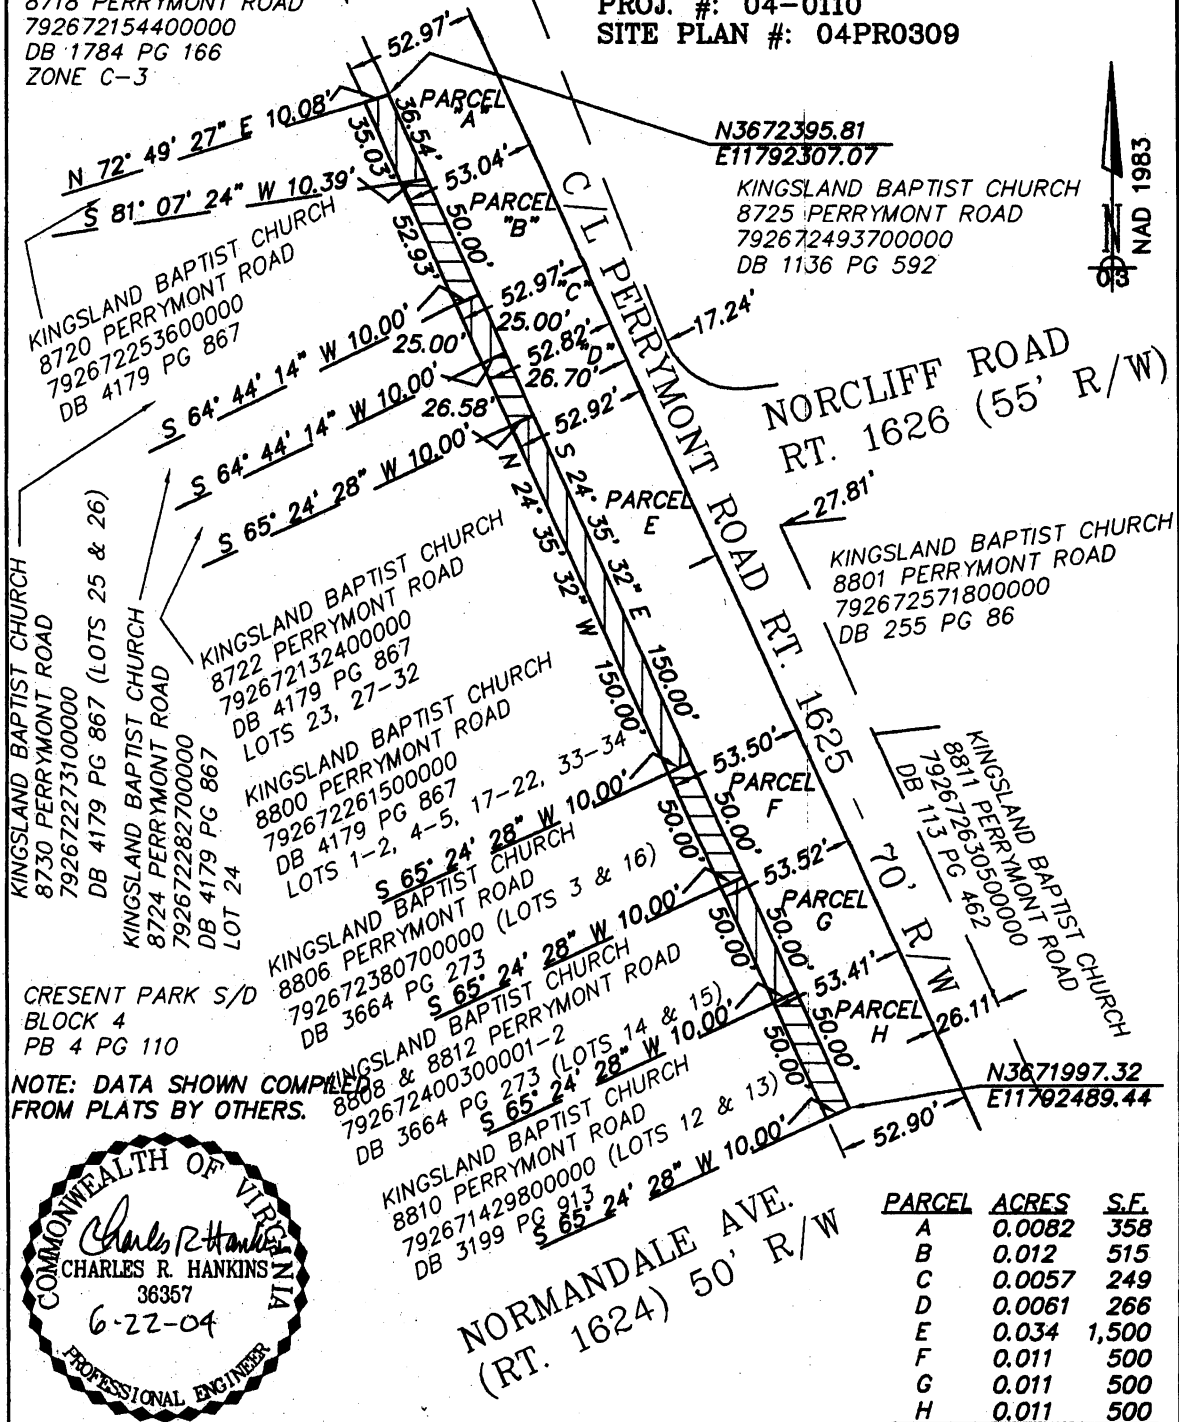 8718 PERRYMONT ROAD
792672154400000
DB 1784 PG 166
ZONE C-3
PROJ. #: 04-0110
SITE PLAN #: 04PR0309
52.97'
N 72° 49' 27" E 10.08'
S 81° 07' 24" W 10.39'
35.03'
36.54'
PARCEL
"A"
53.04'
PARCEL
"B"
52.93'
50.00'
N3672395.81
E11792307.07
KINGSLAND BAPTIST CHURCH
8725 PERRYMONT ROAD
792672493700000
DB 1136 PG 592
N
03
NAD 1983
KINGSLAND BAPTIST CHURCH
8720 PERRYMONT ROAD
792672253600000
DB 4179 PG 867
S 64° 44' 14" W 10.00'
25.00'
52.97'
"C"
25.00'
S 64° 44' 14" W 10.00'
52.82'
"D"
26.70'
26.58'
S 65° 24' 28" W 10.00'
52.92'
17.24'
C/L PERRYMONT ROAD RT. 1625 - 70' R/W
NORCLIFF ROAD
RT. 1626 (55' R/W)
27.81'
KINGSLAND BAPTIST CHURCH
8801 PERRYMONT ROAD
792672571800000
DB 255 PG 86
PARCEL
E
S 24° 35' 32" E 150.00'
N 24° 35' 32" W 150.00'
KINGSLAND BAPTIST CHURCH
8730 PERRYMONT ROAD
792672273100000
DB 4179 PG 867 (LOTS 25 & 26)
KINGSLAND BAPTIST CHURCH
8724 PERRYMONT ROAD
792672282700000
DB 4179 PG 867
LOT 24
KINGSLAND BAPTIST CHURCH
8722 PERRYMONT ROAD
792672132400000
DB 4179 PG 867
LOTS 23, 27-32
KINGSLAND BAPTIST CHURCH
8800 PERRYMONT ROAD
792672261500000
DB 4179 PG 867
LOTS 1-2, 4-5, 17-22, 33-34
S 65° 24' 28" W 10.00'
53.50'
PARCEL
F
50.00'
50.00'
KINGSLAND BAPTIST CHURCH
8806 PERRYMONT ROAD
792672380700000 (LOTS 3 & 16)
DB 3664 PG 273
S 65° 24' 28" W 10.00'
53.52'
PARCEL
G
50.00'
50.00'
KINGSLAND BAPTIST CHURCH
8811 PERRYMONT ROAD
792672630500000
DB 113 PG 462
KINGSLAND BAPTIST CHURCH
8808 & 8812 PERRYMONT ROAD
792672400300001-2
DB 3664 PG 273 (LOTS 14 & 15)
S 65° 24' 28" W 10.00'
53.41'
PARCEL
H
26.11'
50.00'
50.00'
KINGSLAND BAPTIST CHURCH
8810 PERRYMONT ROAD
792671429800000 (LOTS 12 & 13)
DB 3199 PG 913
S 65° 24' 28" W 10.00'
N3671997.32
E11792489.44
52.90'
CRESENT PARK S/D
BLOCK 4
PB 4 PG 110
NOTE: DATA SHOWN COMPILED
FROM PLATS BY OTHERS.
COMMONWEALTH OF VIRGINIA
Charles R Hankins
CHARLES R. HANKINS
36357
6-22-04
PROFESSIONAL ENGINEER
NORMANDALE AVE.
(RT. 1624) 50' R/W
PARCEL ACRES S.F.
A 0.0082 358
B 0.012 515
C 0.0057 249
D 0.0061 266
E 0.034 1,500
F 0.011 500
G 0.011 500
H 0.011 500